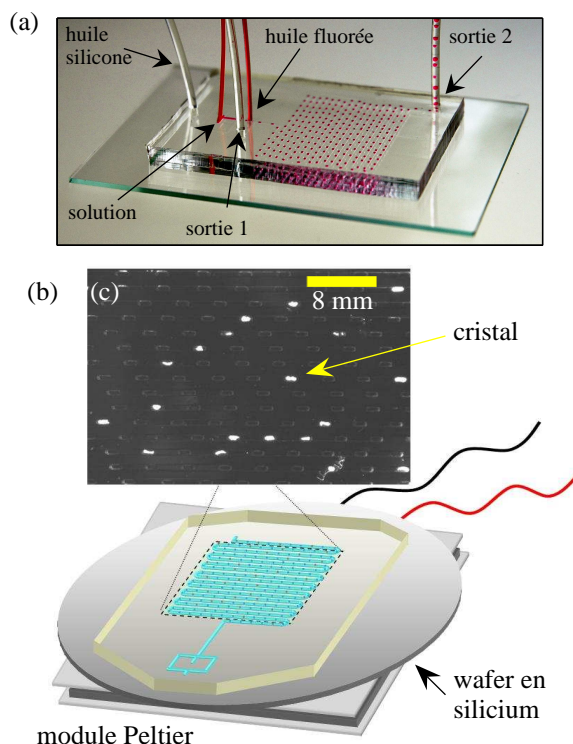 (a)
huile
silicone
huile fluorée
sortie 2
solution
sortie 1
(b)
(c)
8 mm
cristal
wafer en
silicium
module Peltier